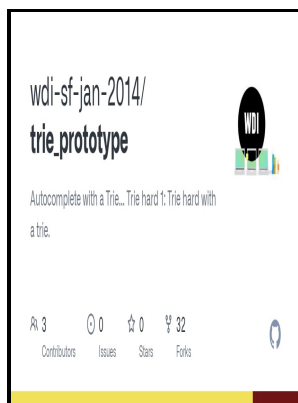 wdi-sf-jan-2014/
trie_prototype
WDI
Autocomplete with a Trie... Trie hard 1: Trie hard with
a trie.
3 0 0 32
Contributors Issues Stars Forks